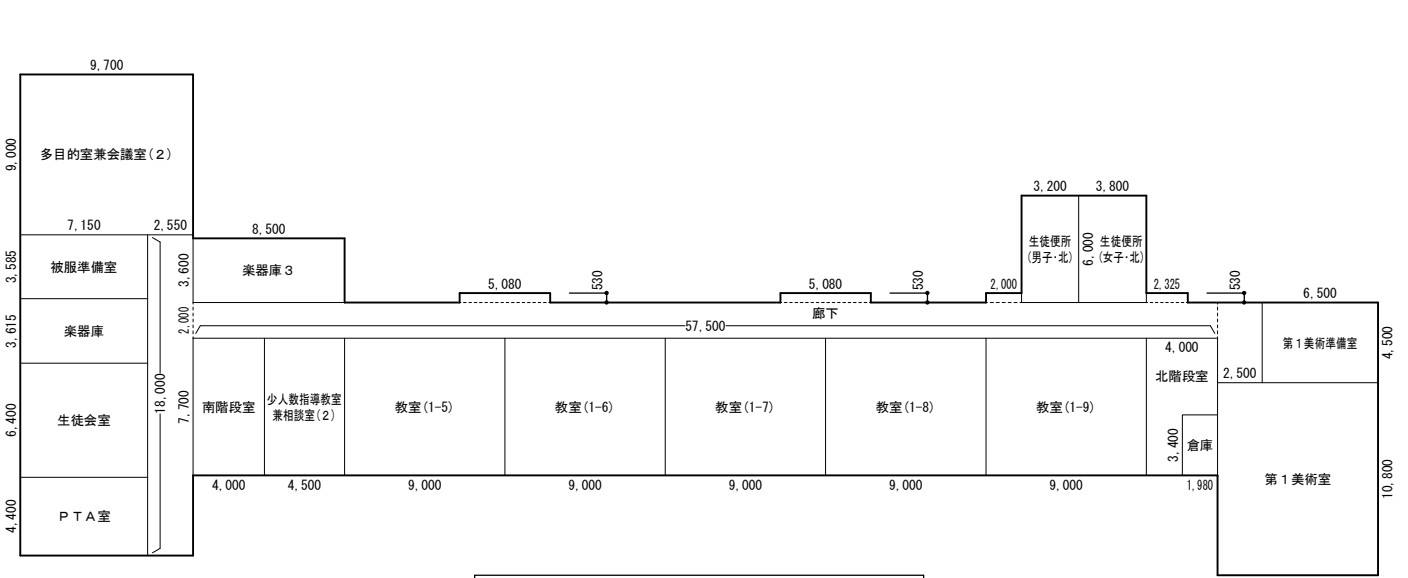 9,700
9,000
多目的室兼会議室(２)
7,150
2,550
3,585
被服準備室
3,615
楽器庫
6,400
生徒会室
4,400
ＰＴＡ室
18,000
8,500
3,600
楽器庫３
2,000
7,700
南階段室
少人数指導教室
兼相談室(２)
4,000
4,500
5,080
530
5,080
530
廊下
57,500
教室(1-5)
教室(1-6)
教室(1-7)
教室(1-8)
教室(1-9)
9,000
9,000
9,000
9,000
9,000
3,200
3,800
生徒便所
(男子・北)
6,000
生徒便所
(女子・北)
2,000
2,325
530
6,500
第１美術準備室
4,500
4,000
北階段室
2,500
3,400
倉庫
1,980
第１美術室
10,800